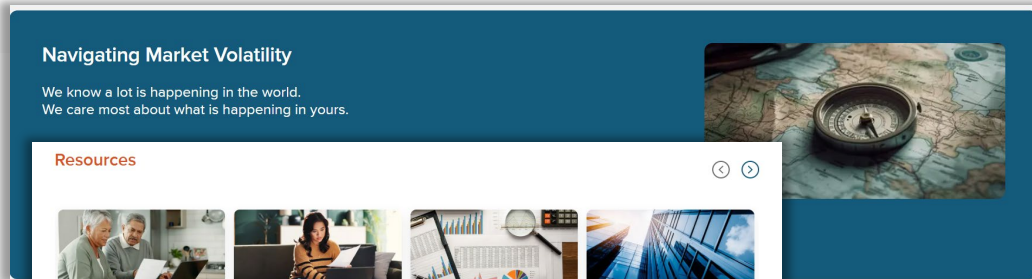 Navigating Market Volatility
We know a lot is happening in the world.
We care most about what is happening in yours.
Resources